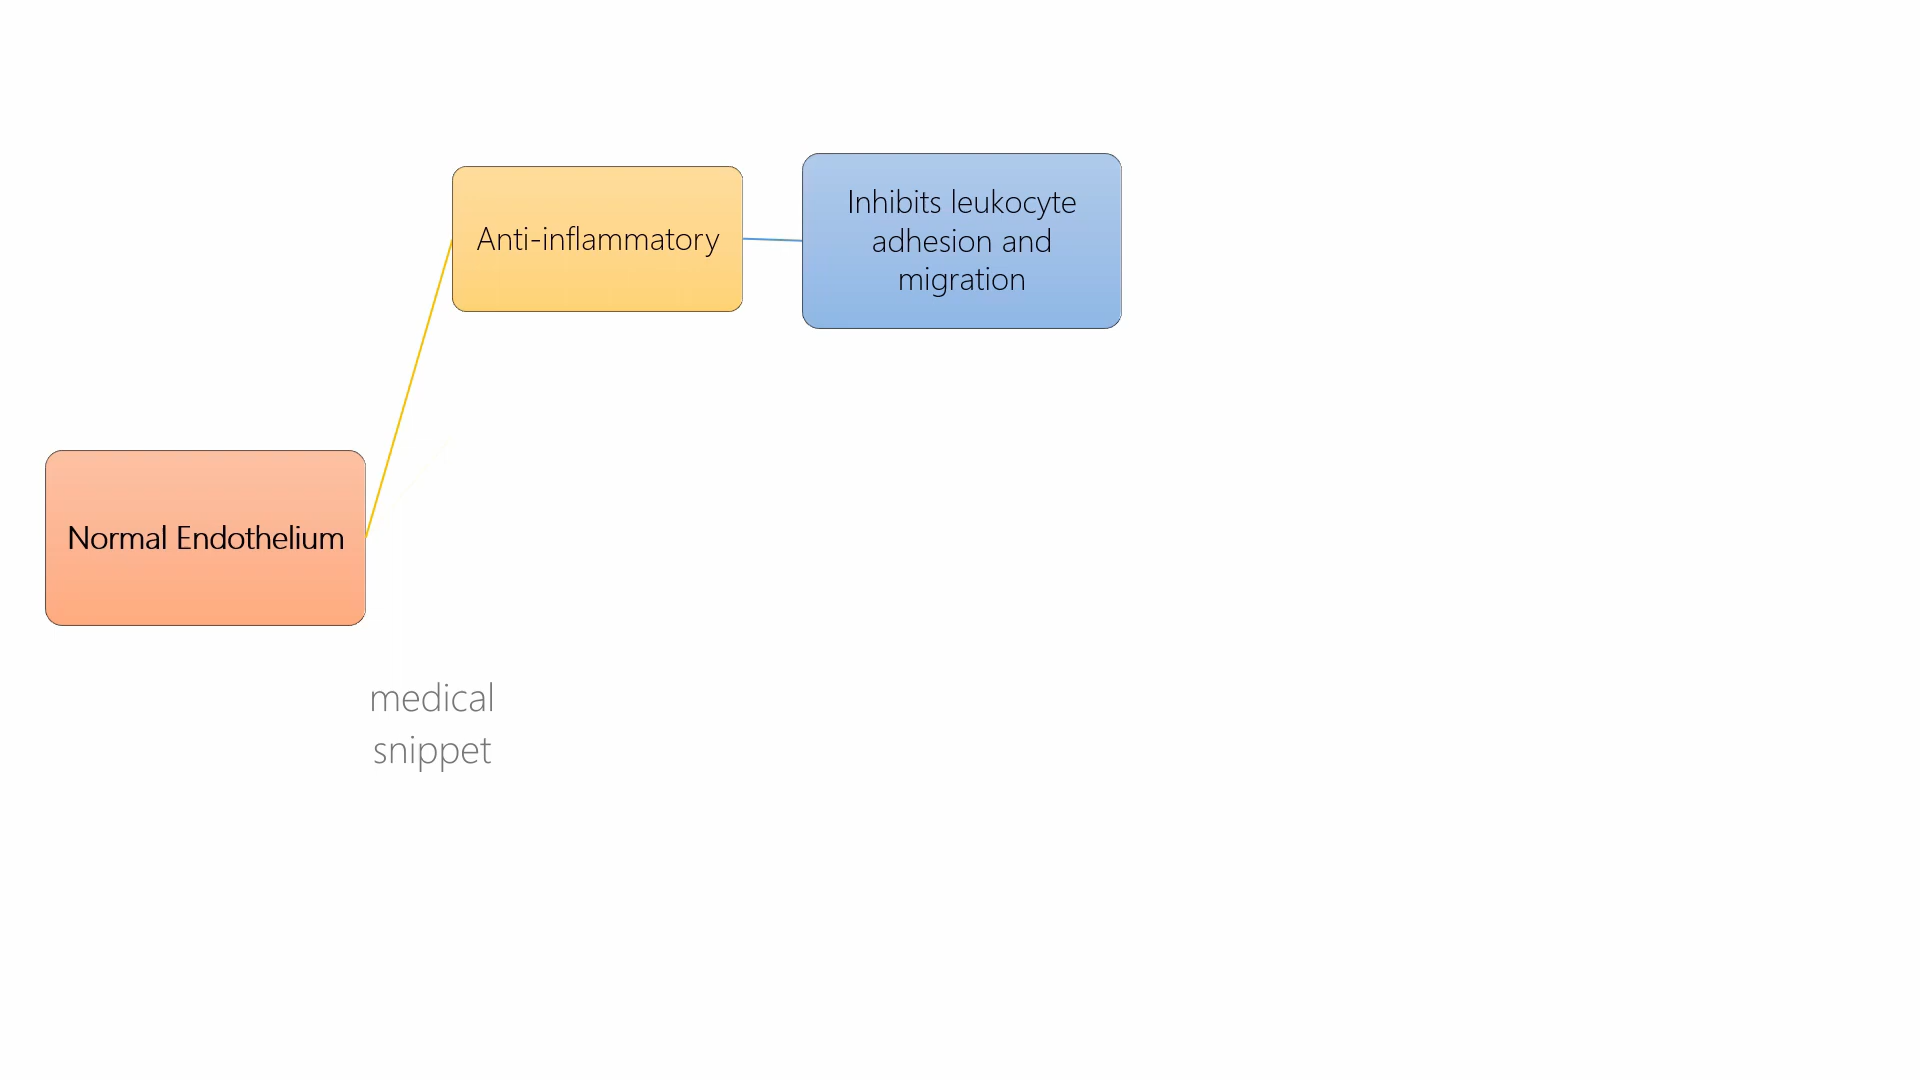 Inhibits leukocyte
adhesion and
migration
Anti-inflammatory
Normal Endothelium
medical
snippet